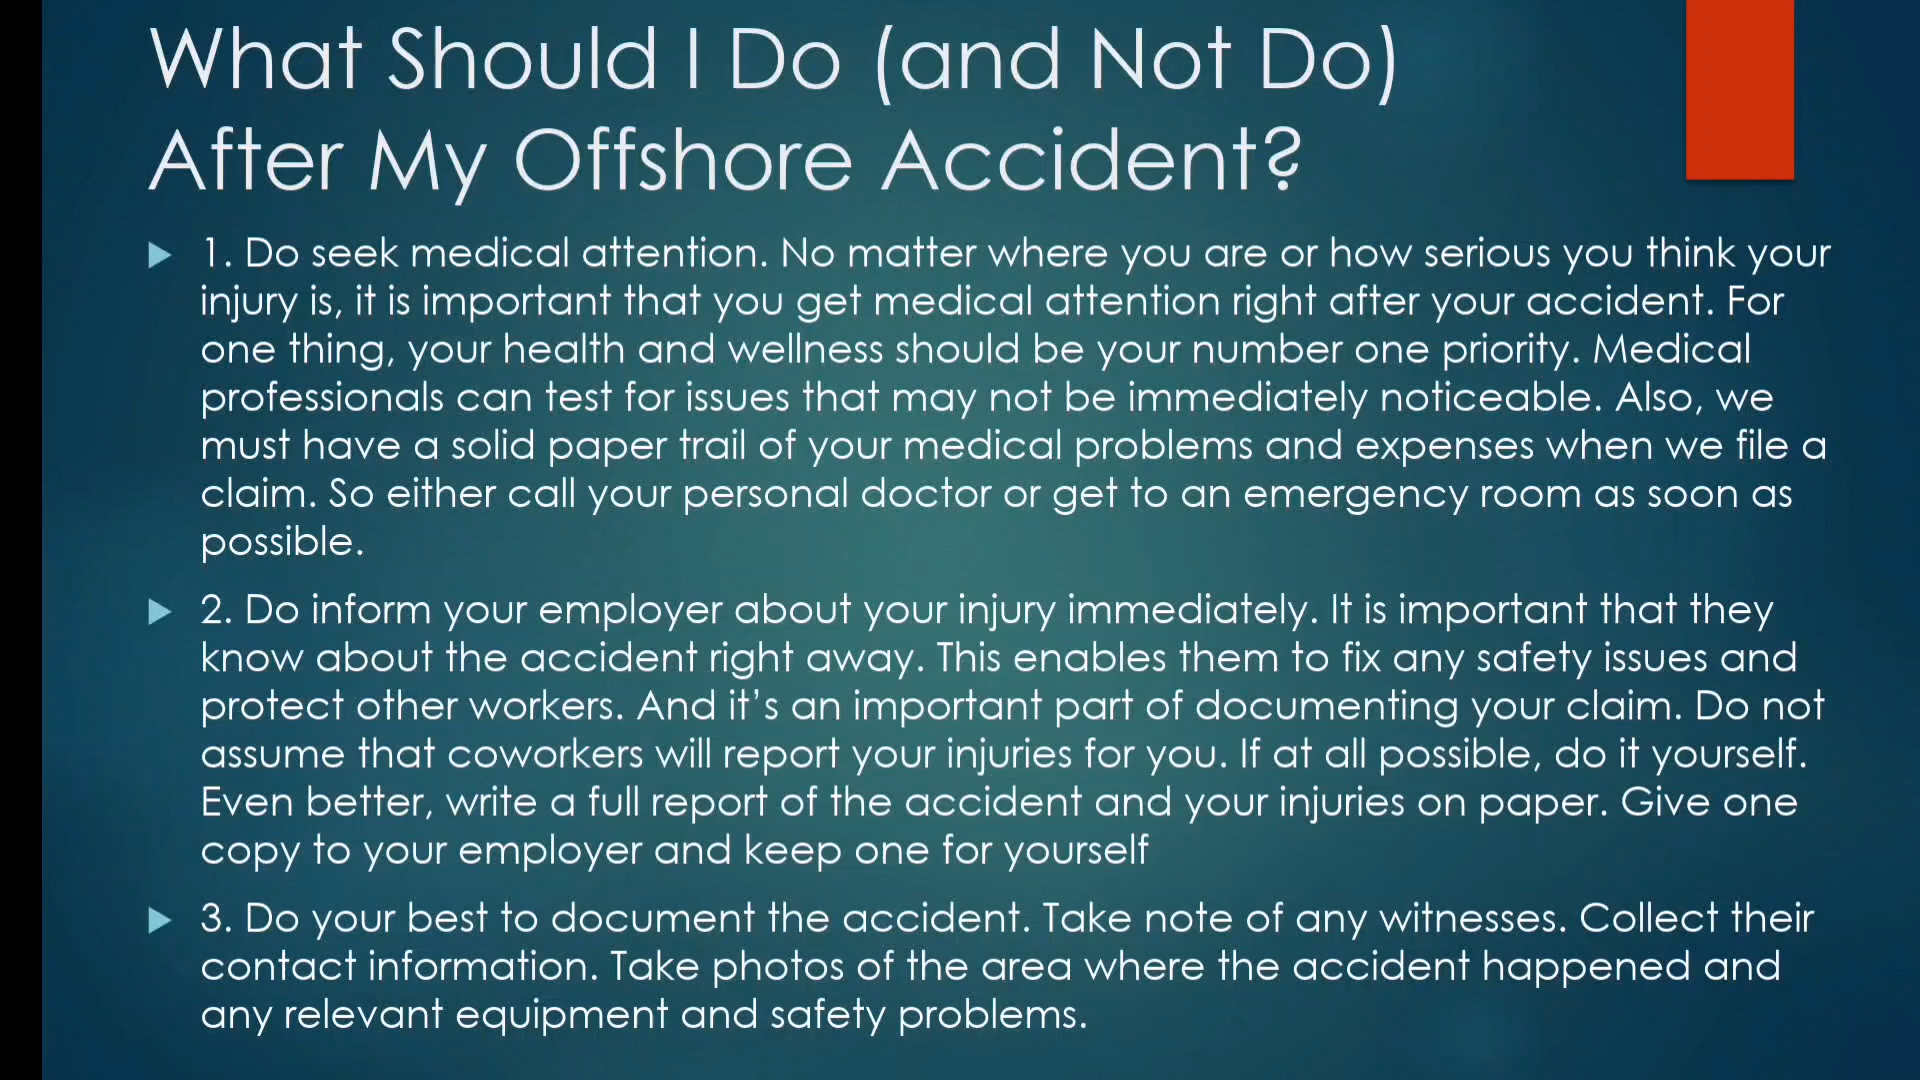 What Should I Do (and Not Do)
After My Offshore Accident?
1. Do seek medical attention. No matter where you are or how serious you think your
injury is, it is important that you get medical attention right after your accident. For
one thing, your health and wellness should be your number one priority. Medical
professionals can test for issues that may not be immediately noticeable. Also, we
must have a solid paper trail of your medical problems and expenses when we file a
claim. So either call your personal doctor or get to an emergency room as soon as
possible.
2. Do inform your employer about your injury immediately. It is important that they
know about the accident right away. This enables them to fix any safety issues and
protect other workers. And it’s an important part of documenting your claim. Do not
assume that coworkers will report your injuries for you. If at all possible, do it yourself.
Even better, write a full report of the accident and your injuries on paper. Give one
copy to your employer and keep one for yourself
3. Do your best to document the accident. Take note of any witnesses. Collect their
contact information. Take photos of the area where the accident happened and
any relevant equipment and safety problems.